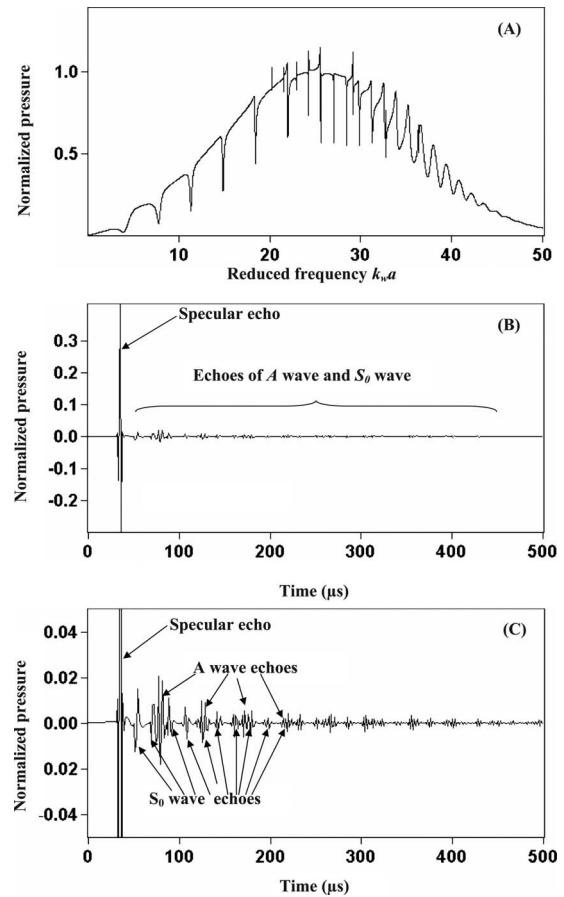 (A)
Normalized pressure
1.0
0.5
10 20 30 40 50
Reduced frequency kwa
(B)
Specular echo
Echoes of A wave and S0 wave
Normalized pressure
0.3
0.2
0.1
0.0
-0.1
-0.2
0 100 200 300 400 500
Time (µs)
(C)
Specular echo
A wave echoes
S0 wave echoes
Normalized pressure
0.04
0.02
0.00
-0.04
0 100 200 300 400 500
Time (µs)